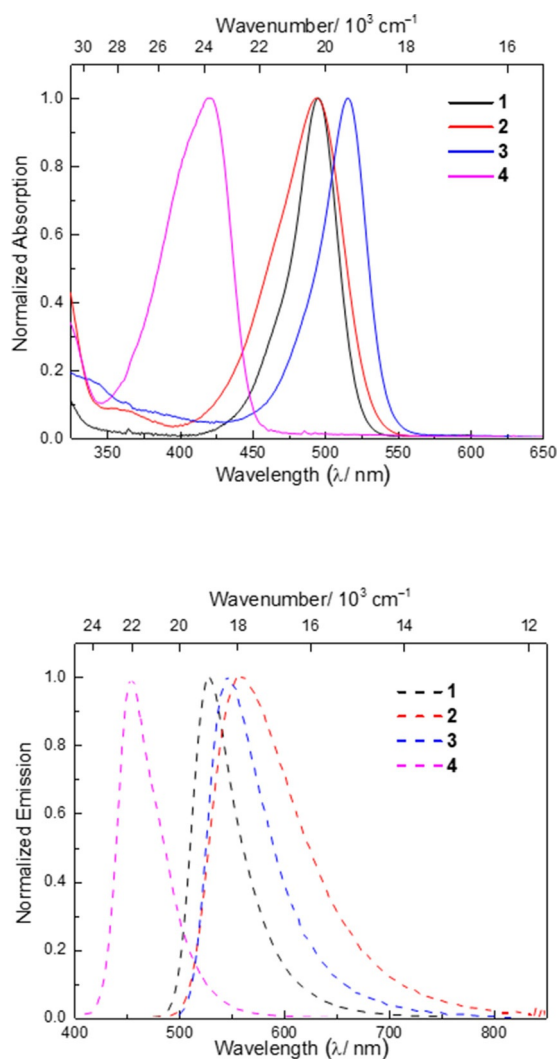 Wavenumber/ 10³ cm⁻¹
30 28 26 24 22 20 18 16
1.0
0.8
0.6
0.4
0.2
0.0
Normalized Absorption
1
2
3
4
350 400 450 500 550 600 650
Wavelength (λ/ nm)
Wavenumber/ 10³ cm⁻¹
24 22 20 18 16 14 12
1.0
0.8
0.6
0.4
0.2
0.0
Normalized Emission
1
2
3
4
400 500 600 700 800
Wavelength (λ/ nm)